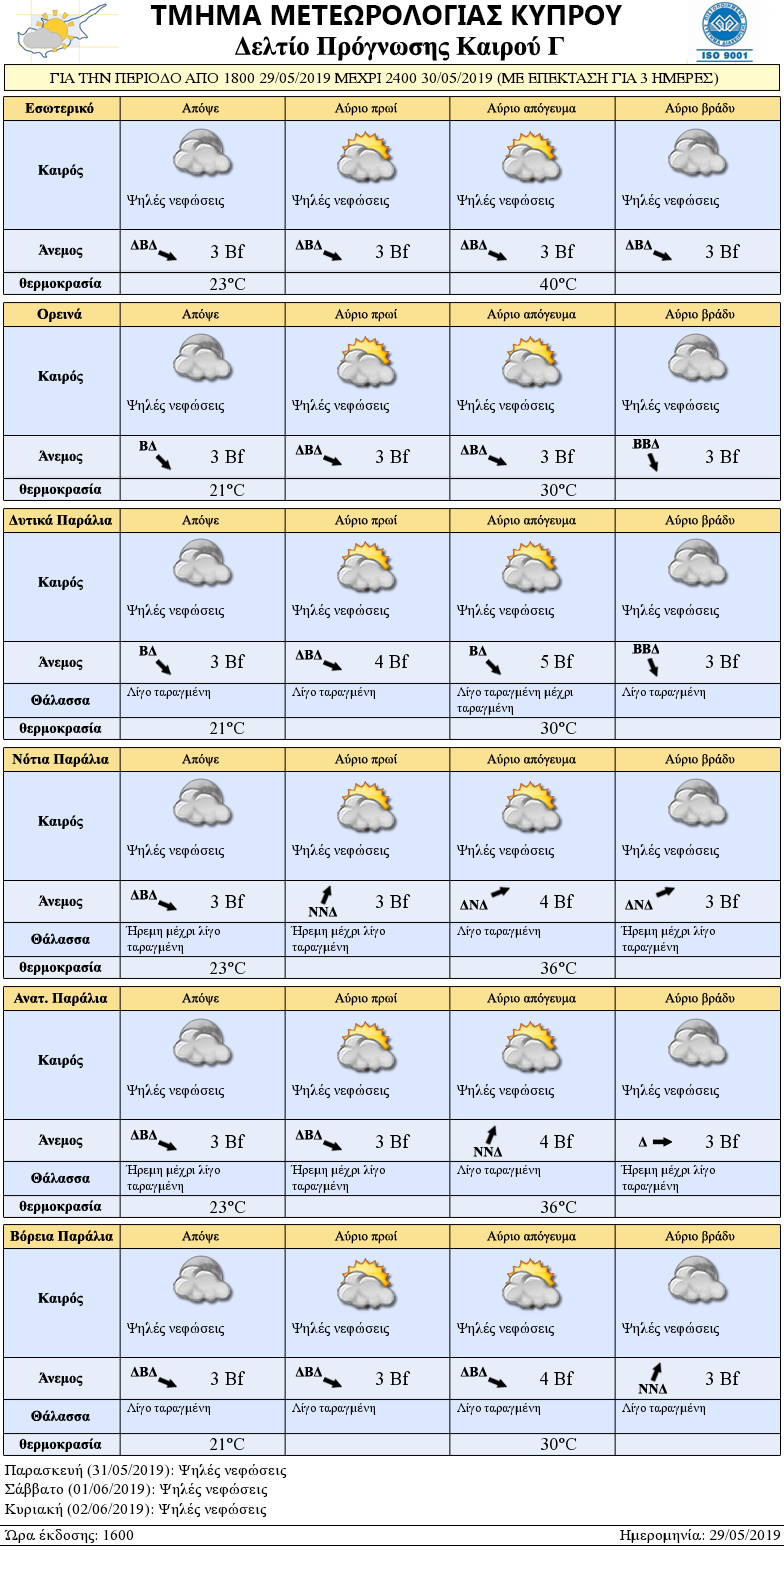 ΤΜΗΜΑ ΜΕΤΕΩΡΟΛΟΓΙΑΣ ΚΥΠΡΟΥ
Δελτίο Πρόγνωσης Καιρού Γ
ISO 9001
ΓΙΑ ΤΗΝ ΠΕΡΙΟΔΟ ΑΠΟ 1800 29/05/2019 ΜΕΧΡΙ 2400 30/05/2019 (ΜΕ ΕΠΕΚΤΑΣΗ ΓΙΑ 3 ΗΜΕΡΕΣ)
Εσωτερικό Απόψε Αύριο πρωί Αύριο απόγευμα Αύριο βράδυ
Καιρός Ψηλές νεφώσεις Ψηλές νεφώσεις Ψηλές νεφώσεις Ψηλές νεφώσεις
Άνεμος ΔΒΔ 3 Bf ΔΒΔ 3 Bf ΔΒΔ 3 Bf ΔΒΔ 3 Bf
θερμοκρασία 23°C 40°C
Ορεινά Απόψε Αύριο πρωί Αύριο απόγευμα Αύριο βράδυ
Καιρός Ψηλές νεφώσεις Ψηλές νεφώσεις Ψηλές νεφώσεις Ψηλές νεφώσεις
Άνεμος ΒΔ 3 Bf ΔΒΔ 3 Bf ΔΒΔ 3 Bf ΒΒΔ 3 Bf
θερμοκρασία 21°C 30°C
Δυτικά Παράλια Απόψε Αύριο πρωί Αύριο απόγευμα Αύριο βράδυ
Καιρός Ψηλές νεφώσεις Ψηλές νεφώσεις Ψηλές νεφώσεις Ψηλές νεφώσεις
Άνεμος ΒΔ 3 Bf ΔΒΔ 4 Bf ΒΔ 5 Bf ΒΒΔ 3 Bf
Θάλασσα Λίγο ταραγμένη Λίγο ταραγμένη Λίγο ταραγμένη μέχρι ταραγμένη Λίγο ταραγμένη
θερμοκρασία 21°C 30°C
Νότια Παράλια Απόψε Αύριο πρωί Αύριο απόγευμα Αύριο βράδυ
Καιρός Ψηλές νεφώσεις Ψηλές νεφώσεις Ψηλές νεφώσεις Ψηλές νεφώσεις
Άνεμος ΔΒΔ 3 Bf ΝΝΔ 3 Bf ΔΝΔ 4 Bf ΔΝΔ 3 Bf
Θάλασσα Ήρεμη μέχρι λίγο ταραγμένη Ήρεμη μέχρι λίγο ταραγμένη Λίγο ταραγμένη Ήρεμη μέχρι λίγο ταραγμένη
θερμοκρασία 23°C 36°C
Ανατ. Παράλια Απόψε Αύριο πρωί Αύριο απόγευμα Αύριο βράδυ
Καιρός Ψηλές νεφώσεις Ψηλές νεφώσεις Ψηλές νεφώσεις Ψηλές νεφώσεις
Άνεμος ΔΒΔ 3 Bf ΔΒΔ 3 Bf ΝΝΔ 4 Bf Δ 3 Bf
Θάλασσα Ήρεμη μέχρι λίγο ταραγμένη Ήρεμη μέχρι λίγο ταραγμένη Λίγο ταραγμένη Ήρεμη μέχρι λίγο ταραγμένη
θερμοκρασία 23°C 36°C
Βόρεια Παράλια Απόψε Αύριο πρωί Αύριο απόγευμα Αύριο βράδυ
Καιρός Ψηλές νεφώσεις Ψηλές νεφώσεις Ψηλές νεφώσεις Ψηλές νεφώσεις
Άνεμος ΔΒΔ 3 Bf ΔΒΔ 3 Bf ΔΒΔ 4 Bf ΝΝΔ 3 Bf
Θάλασσα Λίγο ταραγμένη Λίγο ταραγμένη Λίγο ταραγμένη Λίγο ταραγμένη
θερμοκρασία 21°C 30°C
Παρασκευή (31/05/2019): Ψηλές νεφώσεις
Σάββατο (01/06/2019): Ψηλές νεφώσεις
Κυριακή (02/06/2019): Ψηλές νεφώσεις
Ώρα έκδοσης: 1600 Ημερομηνία: 29/05/2019